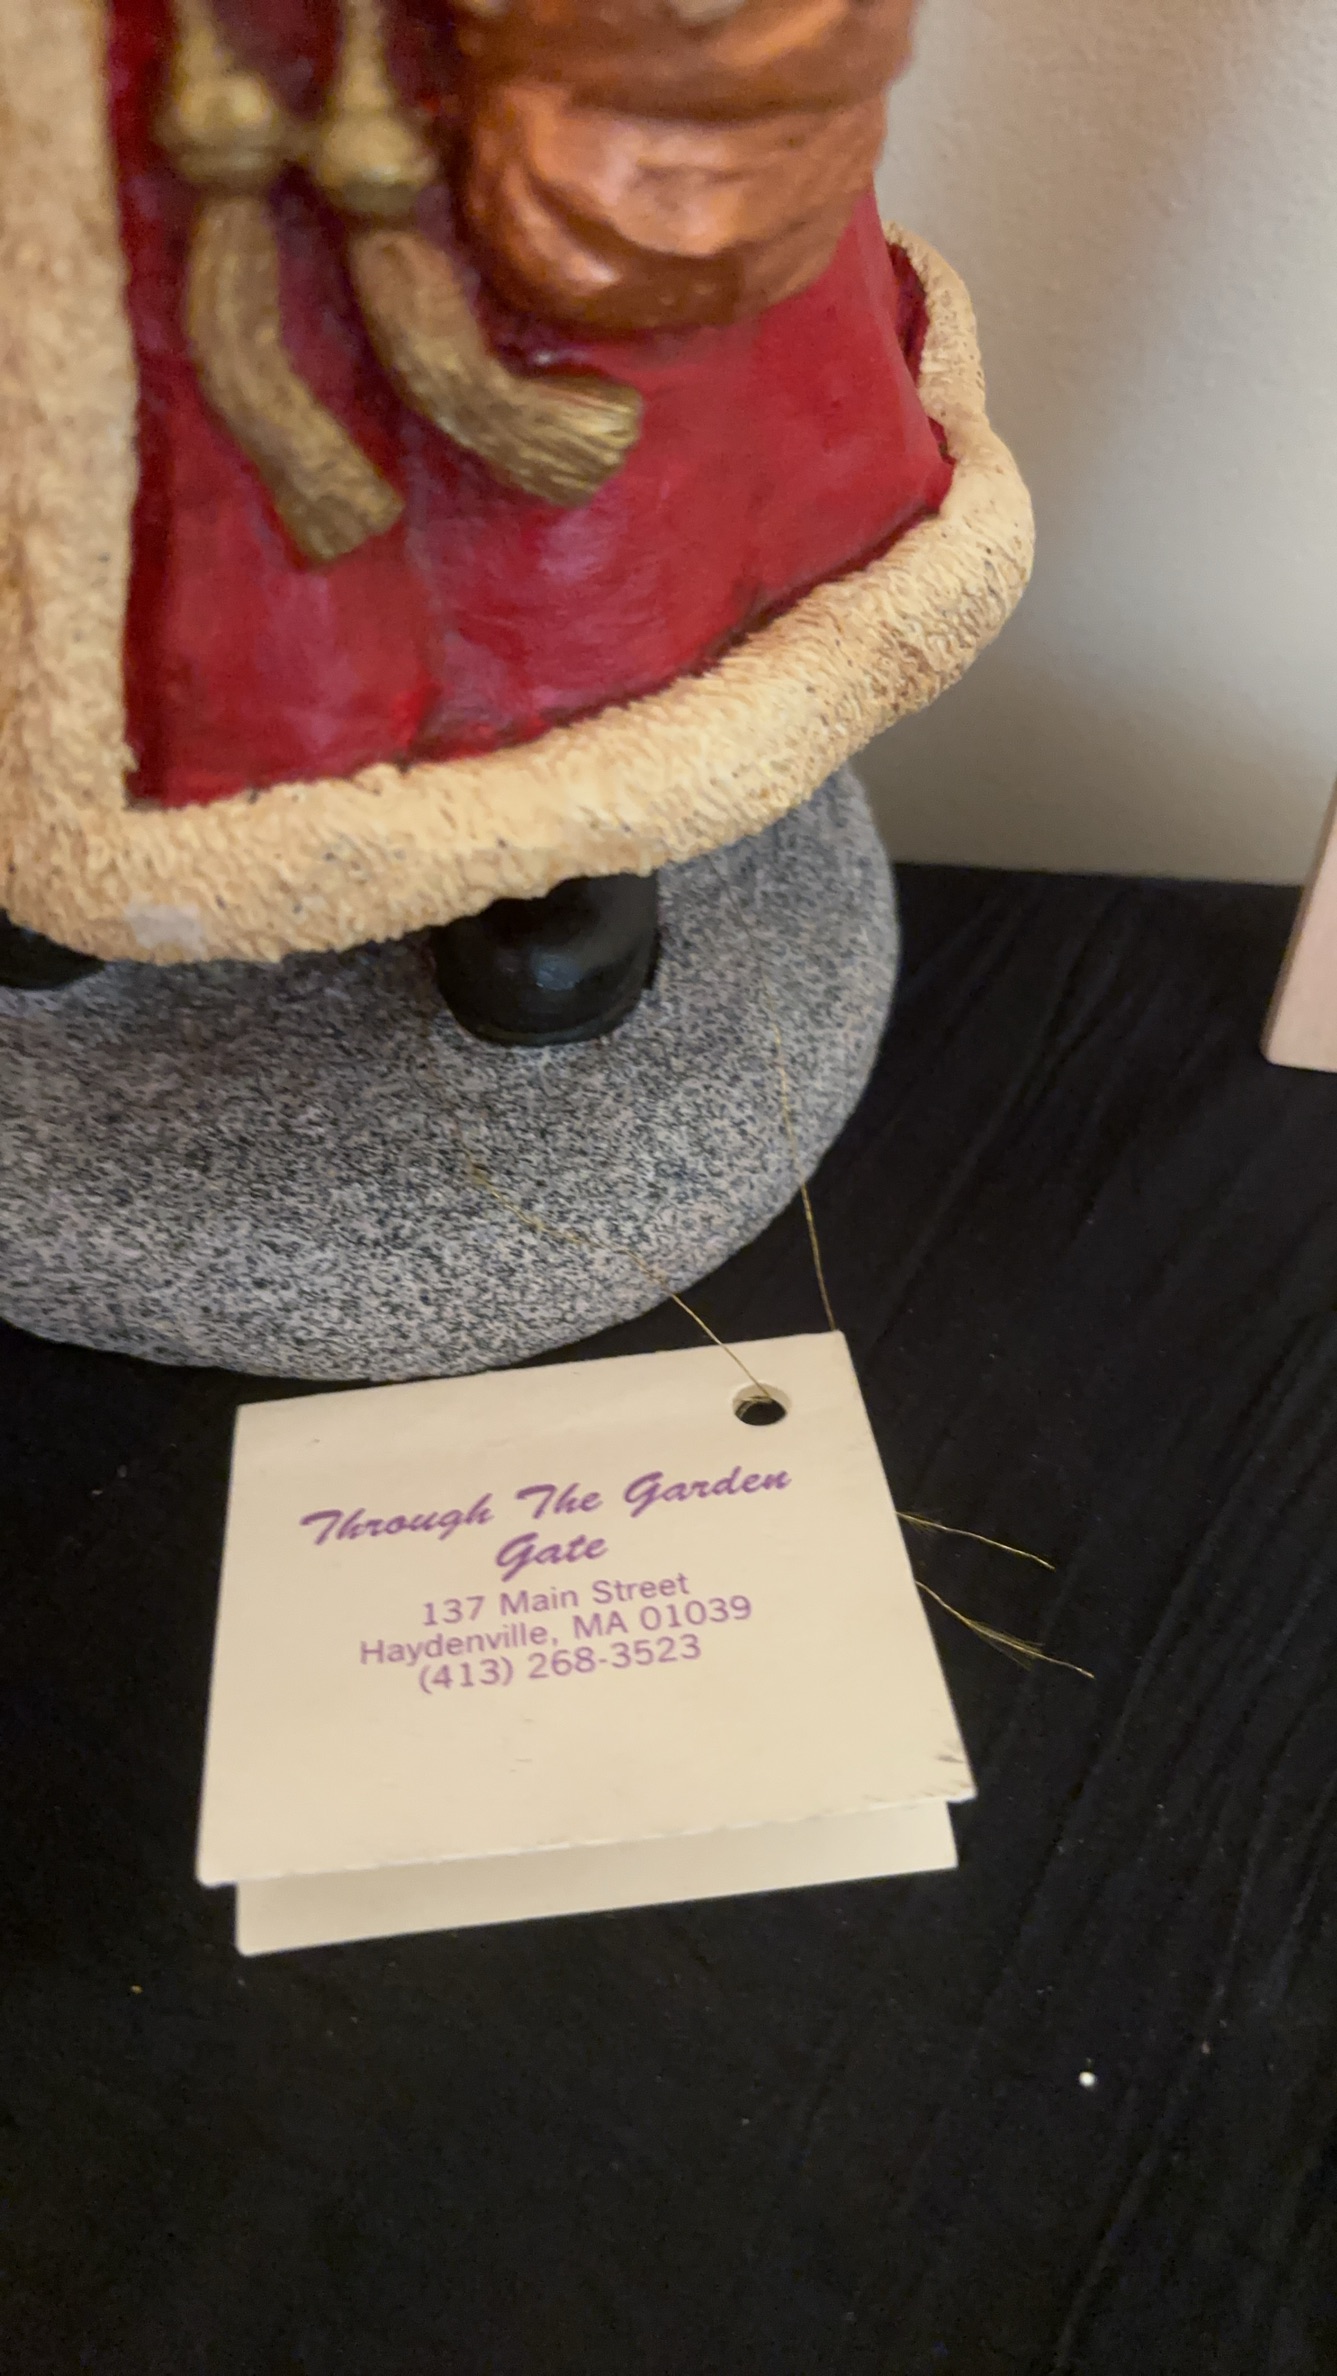 Through The Garden
Gate
137 Main Street
Haydenville, MA 01039
(413) 268-3523